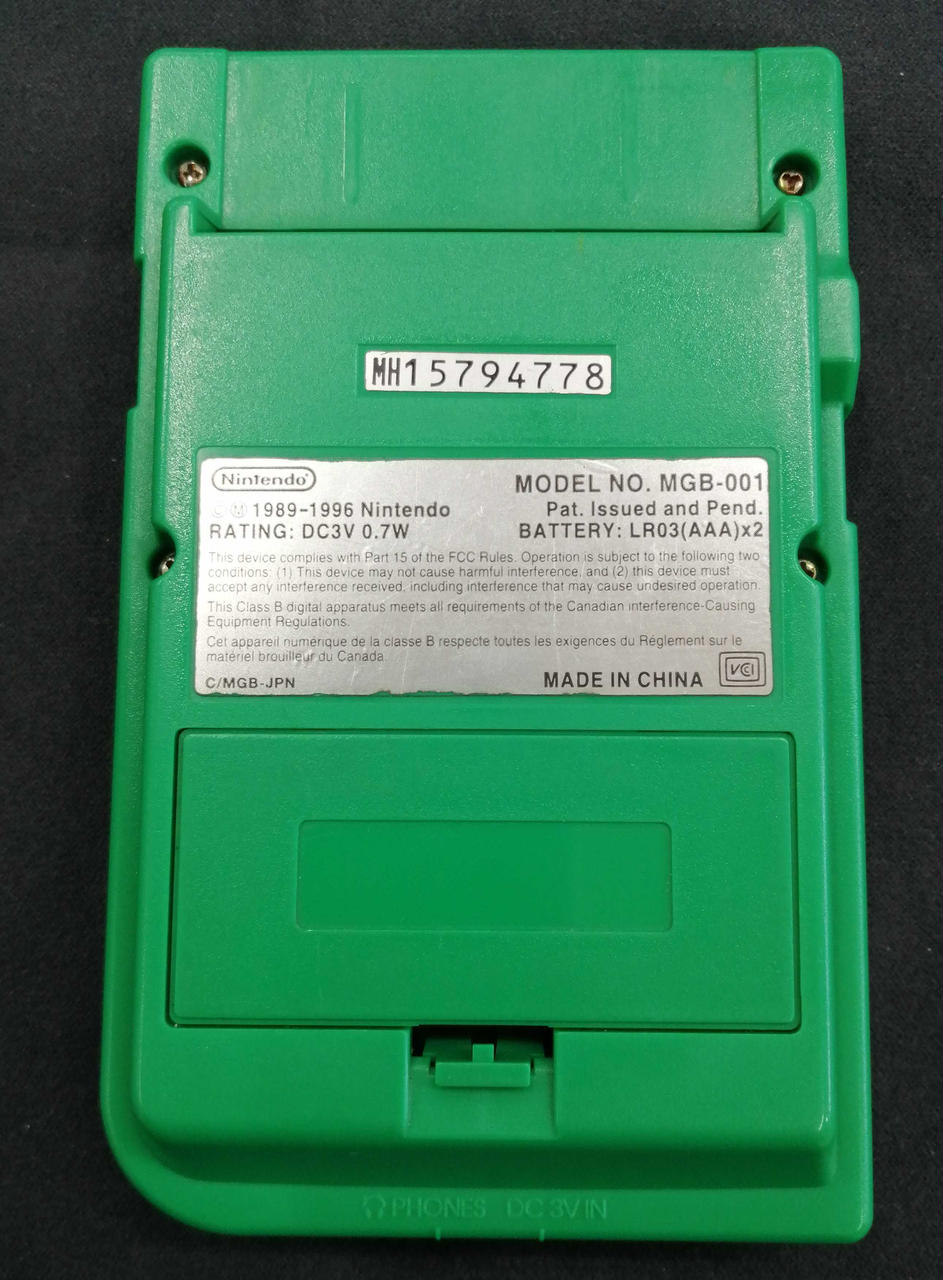 MH15794778
Nintendo®
MODEL NO. MGB-001
© Ⓜ 1989-1996 Nintendo
Pat. Issued and Pend.
RATING: DC3V 0.7W
BATTERY: LR03(AAA)x2
This device complies with Part 15 of the FCC Rules. Operation is subject to the following two
conditions: (1) This device may not cause harmful interference, and (2) this device must
accept any interference received, including interference that may cause undesired operation.
This Class B digital apparatus meets all requirements of the Canadian interference-Causing
Equipment Regulations.
Cet appareil numérique de la classe B respecte toutes les exigences du Réglement sur le
matériel brouilleur du Canada.
C/MGB-JPN
MADE IN CHINA
VCI
PHONES DC 3V IN